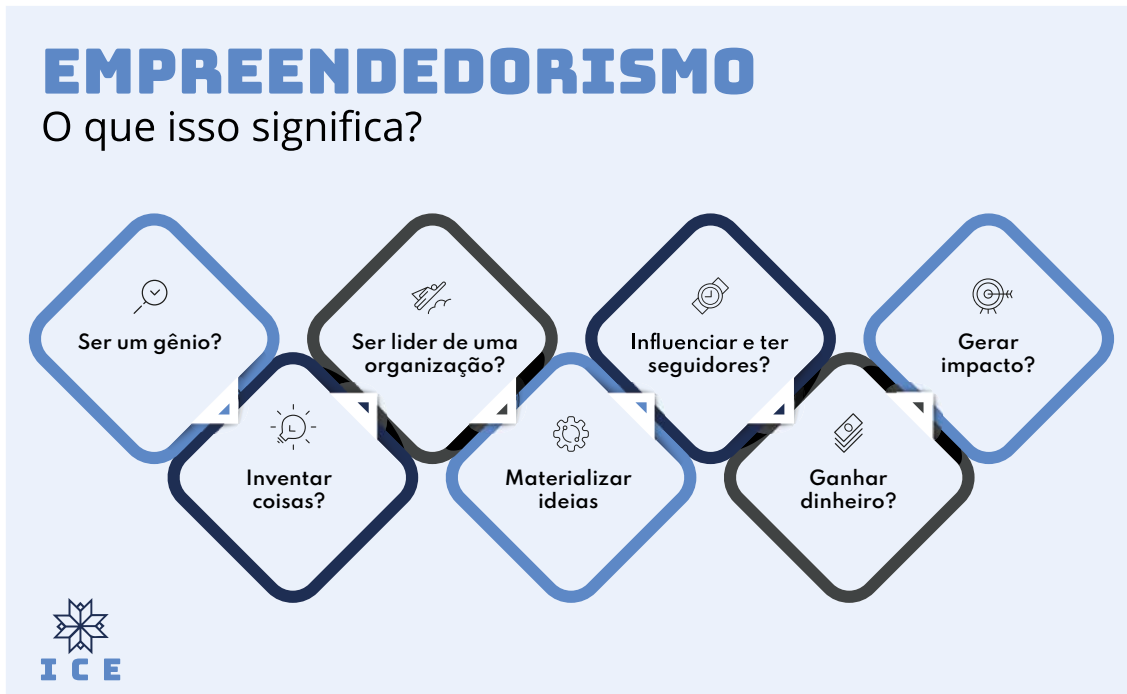 EMPREENDEDORISMO
O que isso significa?
Ser um gênio?
Inventar
coisas?
Ser lider de uma
organização?
Materializar
ideias
Influenciar e ter
seguidores?
Ganhar
dinheiro?
Gerar
impacto?
ICE